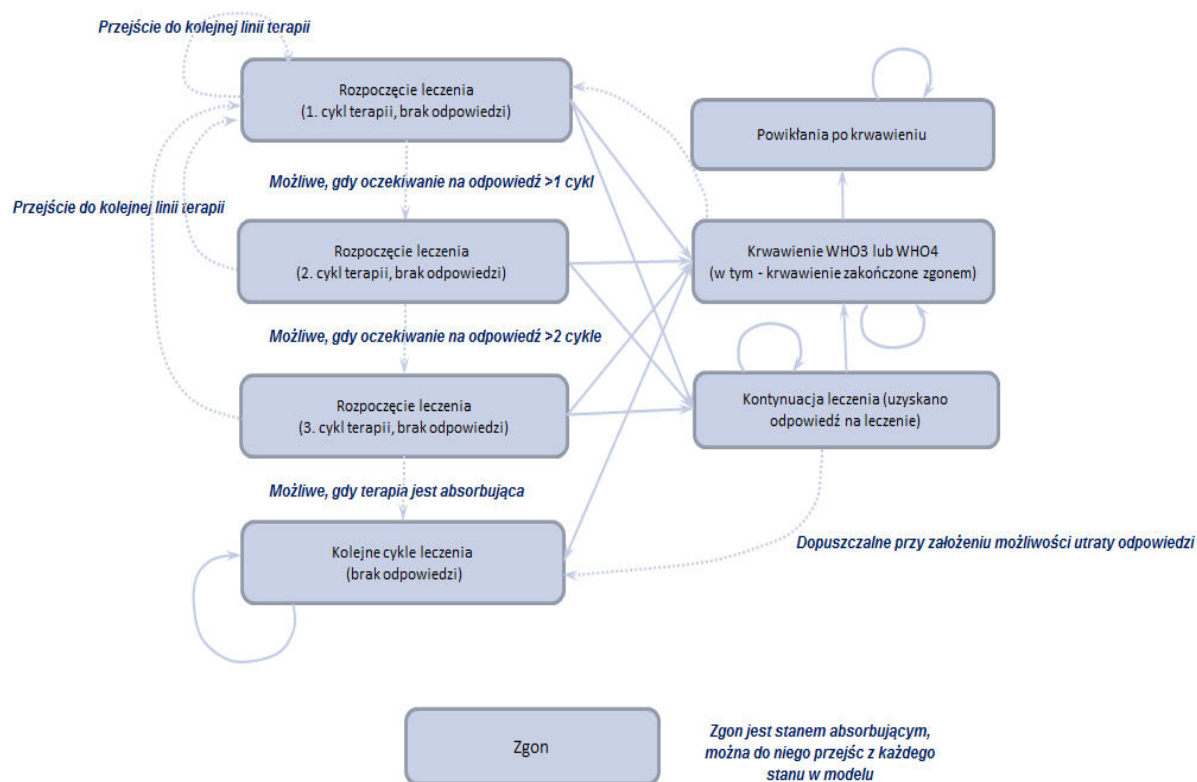 Przejście do kolejnej linii terapii
Rozpoczęcie leczenia
(1. cykl terapii, brak odpowiedzi)
Powikłania po krwawieniu
Możliwe, gdy oczekiwanie na odpowiedź >1 cykl
Przejście do kolejnej linii terapii
Rozpoczęcie leczenia
(2. cykl terapii, brak odpowiedzi)
Krwawienie WHO3 lub WHO4
(w tym - krwawienie zakończone zgonem)
Możliwe, gdy oczekiwanie na odpowiedź >2 cykle
Rozpoczęcie leczenia
(3. cykl terapii, brak odpowiedzi)
Kontynuacja leczenia (uzyskano
odpowiedź na leczenie)
Możliwe, gdy terapia jest absorbująca
Kolejne cykle leczenia
(brak odpowiedzi)
Dopuszczalne przy założeniu możliwości utraty odpowiedzi
Zgon
Zgon jest stanem absorbującym,
można do niego przejśc z każdego
stanu w modelu